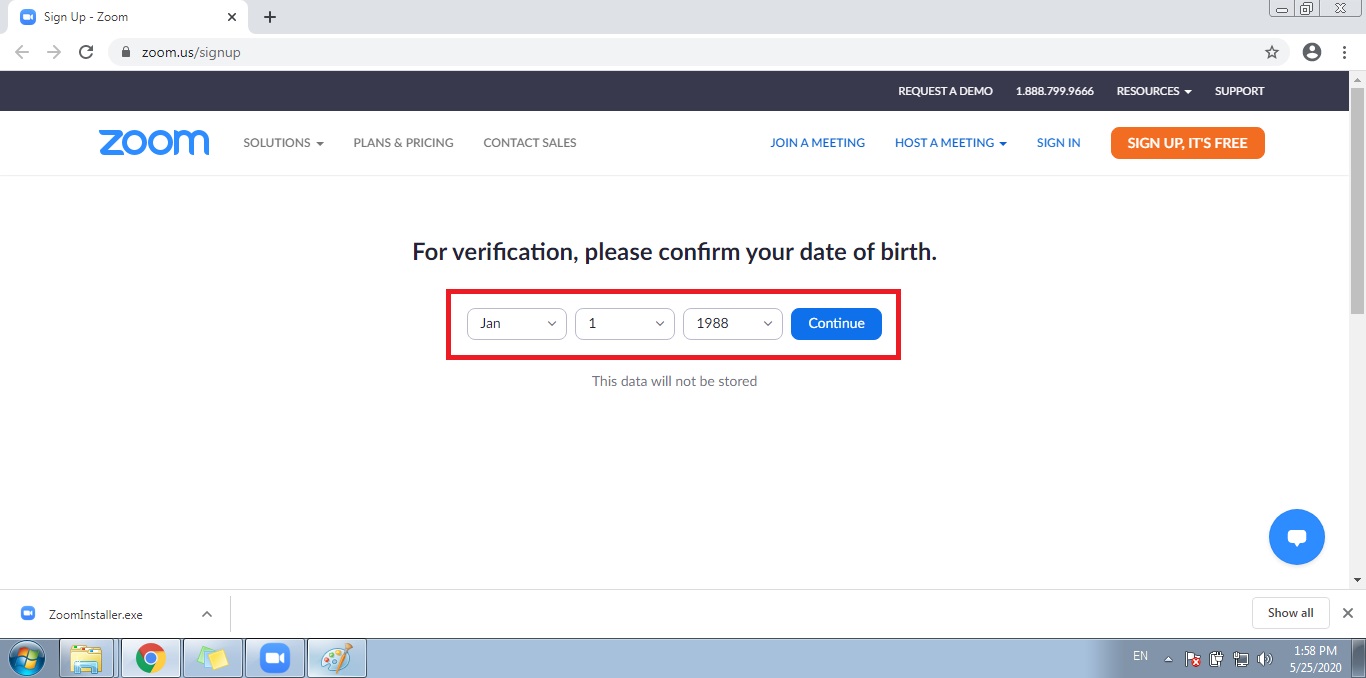 Sign Up - Zoom
zoom.us/signup
REQUEST A DEMO 1.888.799.9666 RESOURCES SUPPORT
zoom SOLUTIONS PLANS & PRICING CONTACT SALES JOIN A MEETING HOST A MEETING SIGN IN SIGN UP, IT'S FREE
For verification, please confirm your date of birth.
Jan 1 1988 Continue
This data will not be stored
ZoomInstaller.exe Show all
EN 1:58 PM
5/25/2020